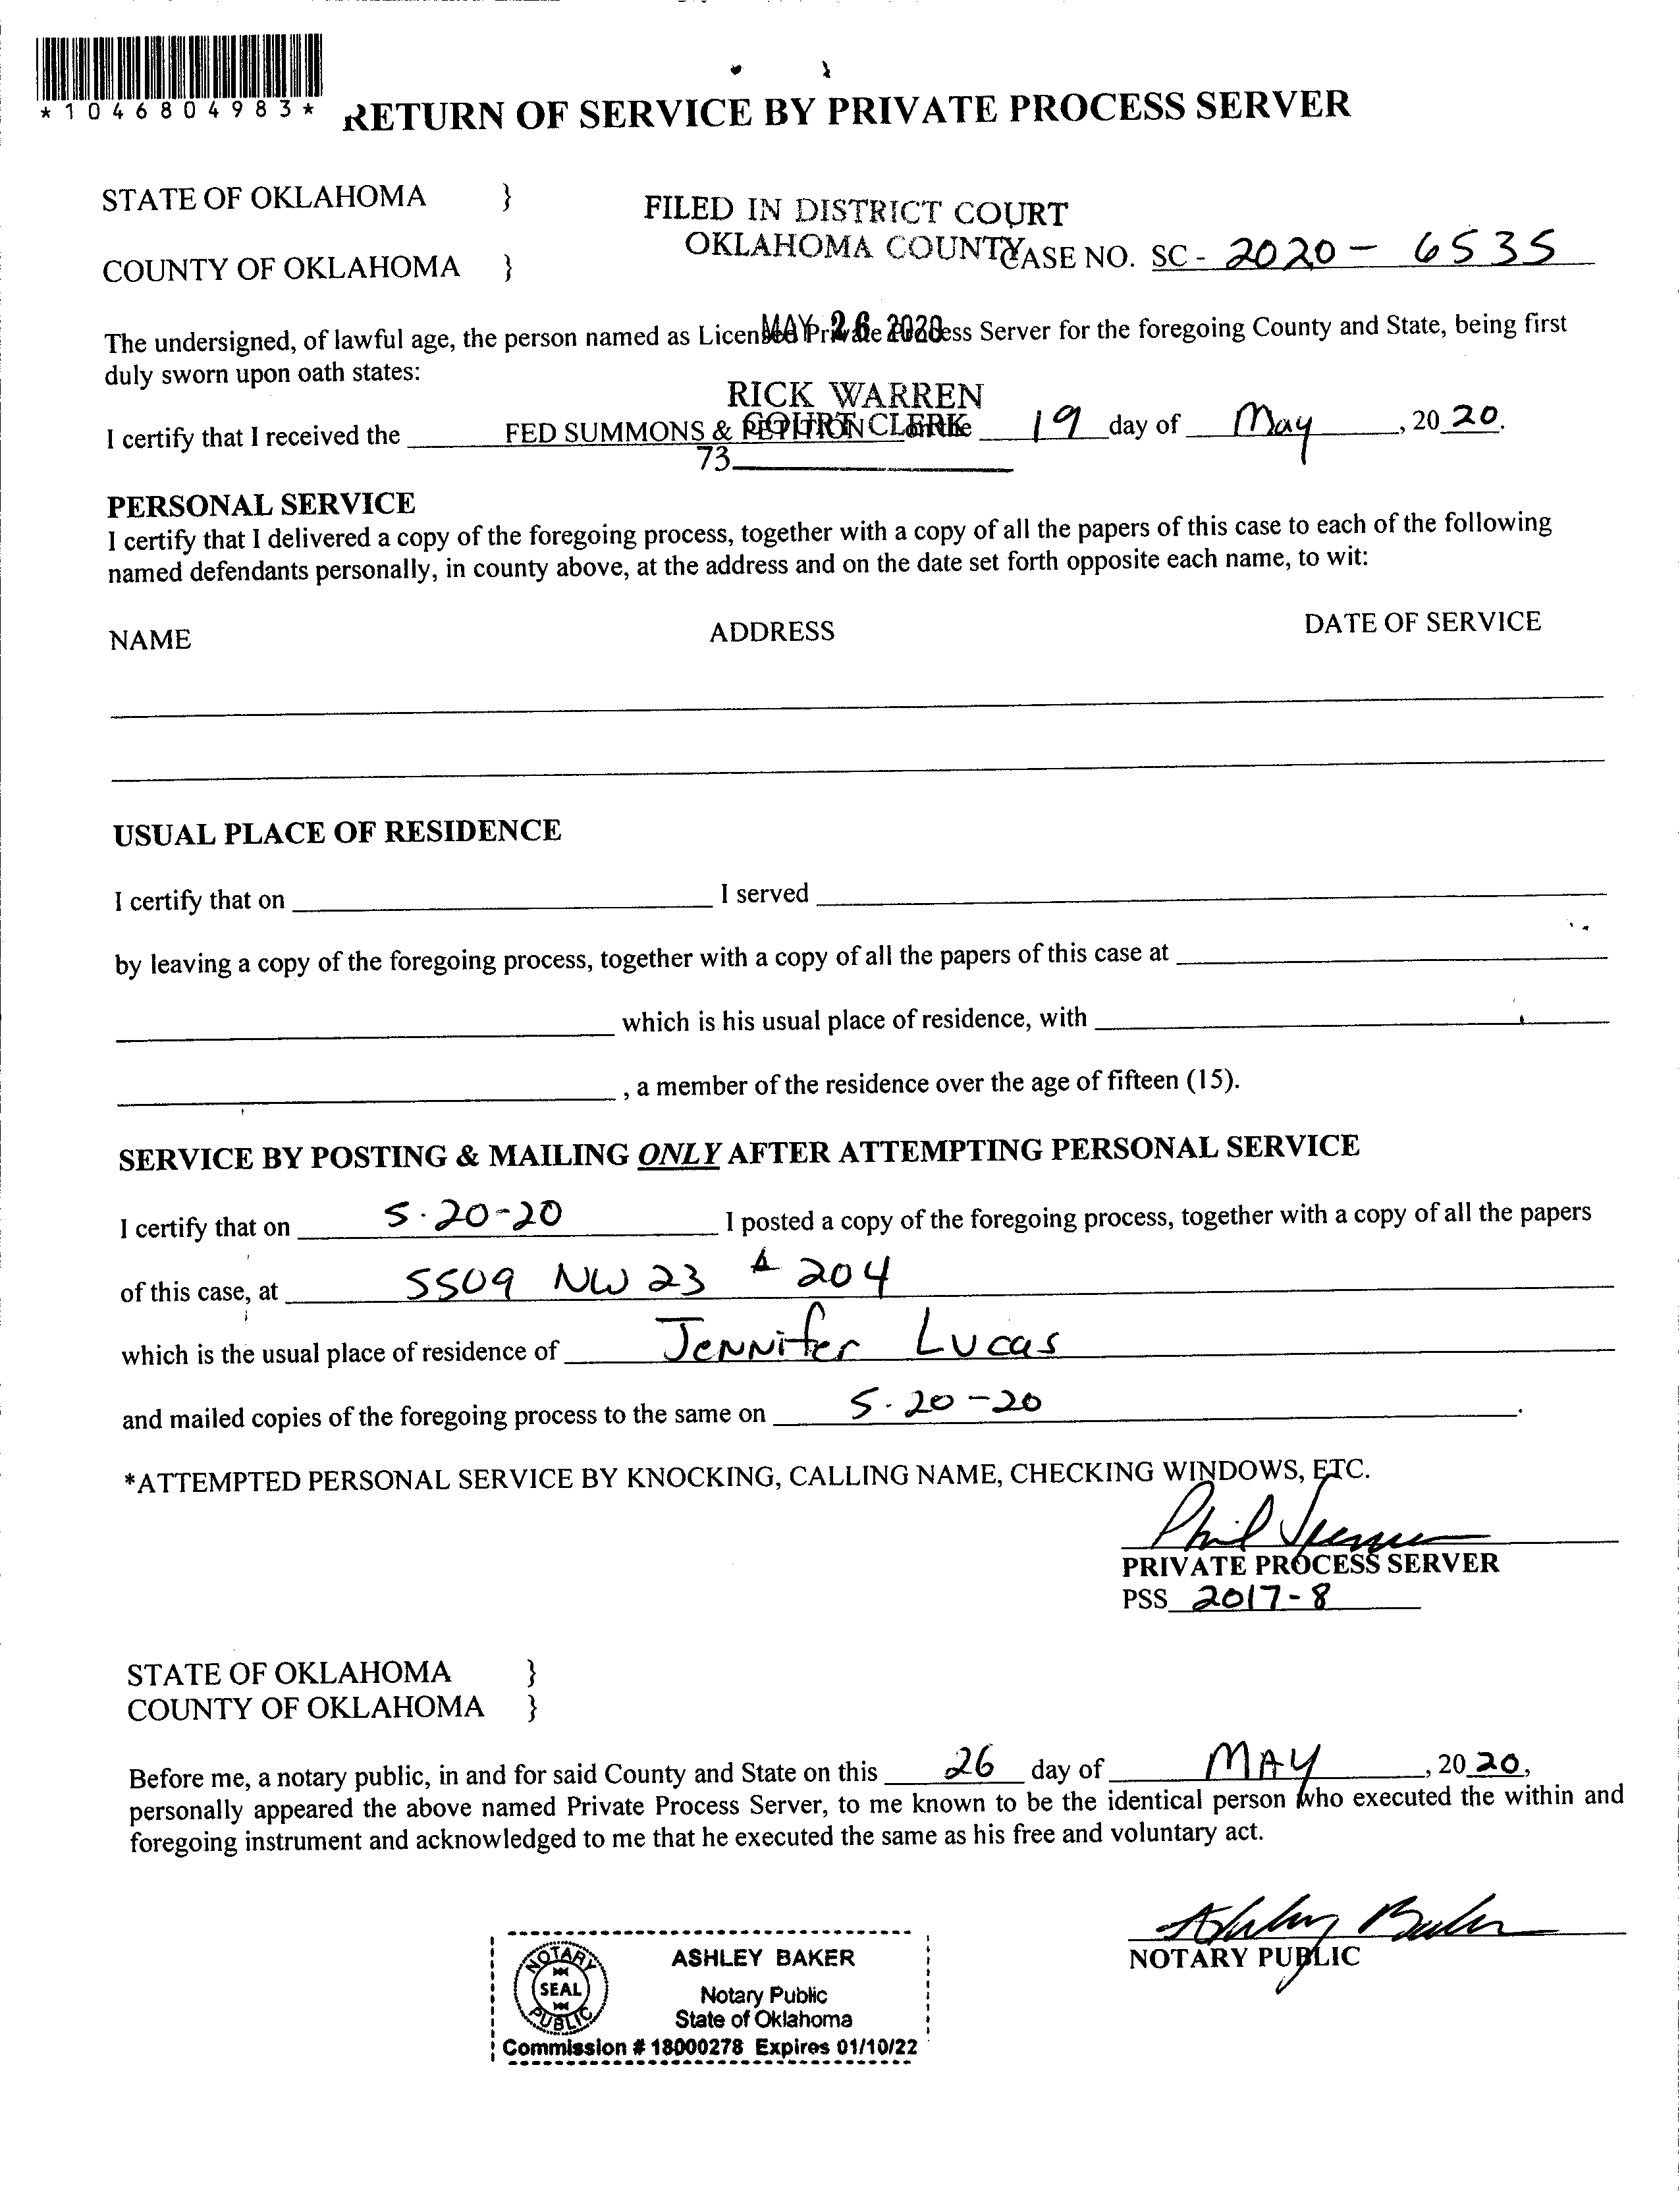 *1046804983*
RETURN OF SERVICE BY PRIVATE PROCESS SERVER
STATE OF OKLAHOMA }
FILED IN DISTRICT COURT
OKLAHOMA COUNTY
COUNTY OF OKLAHOMA }
CASE NO. SC - 2020 - 6535
MAY 26 2020
The undersigned, of lawful age, the person named as Licensed Private Process Server for the foregoing County and State, being first
duly sworn upon oath states:
RICK WARREN
COURT CLERK
I certify that I received the FED SUMMONS & PETITION on the 19 day of May, 2020.
73
PERSONAL SERVICE
I certify that I delivered a copy of the foregoing process, together with a copy of all the papers of this case to each of the following
named defendants personally, in county above, at the address and on the date set forth opposite each name, to wit:
NAME ADDRESS DATE OF SERVICE
USUAL PLACE OF RESIDENCE
I certify that on I served
by leaving a copy of the foregoing process, together with a copy of all the papers of this case at
which is his usual place of residence, with
, a member of the residence over the age of fifteen (15).
SERVICE BY POSTING & MAILING ONLY AFTER ATTEMPTING PERSONAL SERVICE
I certify that on 5-20-20 I posted a copy of the foregoing process, together with a copy of all the papers
of this case, at 5509 NW 23 # 204
which is the usual place of residence of Jennifer Lucas
and mailed copies of the foregoing process to the same on 5-20-20.
*ATTEMPTED PERSONAL SERVICE BY KNOCKING, CALLING NAME, CHECKING WINDOWS, ETC.
PRIVATE PROCESS SERVER
PSS 2017-8
STATE OF OKLAHOMA }
COUNTY OF OKLAHOMA }
Before me, a notary public, in and for said County and State on this 26 day of MAY, 2020,
personally appeared the above named Private Process Server, to me known to be the identical person who executed the within and
foregoing instrument and acknowledged to me that he executed the same as his free and voluntary act.
Ashley Baker
NOTARY PUBLIC
NOTARY PUBLIC
SEAL
ASHLEY BAKER
Notary Public
State of Oklahoma
Commission # 18000278 Expires 01/10/22